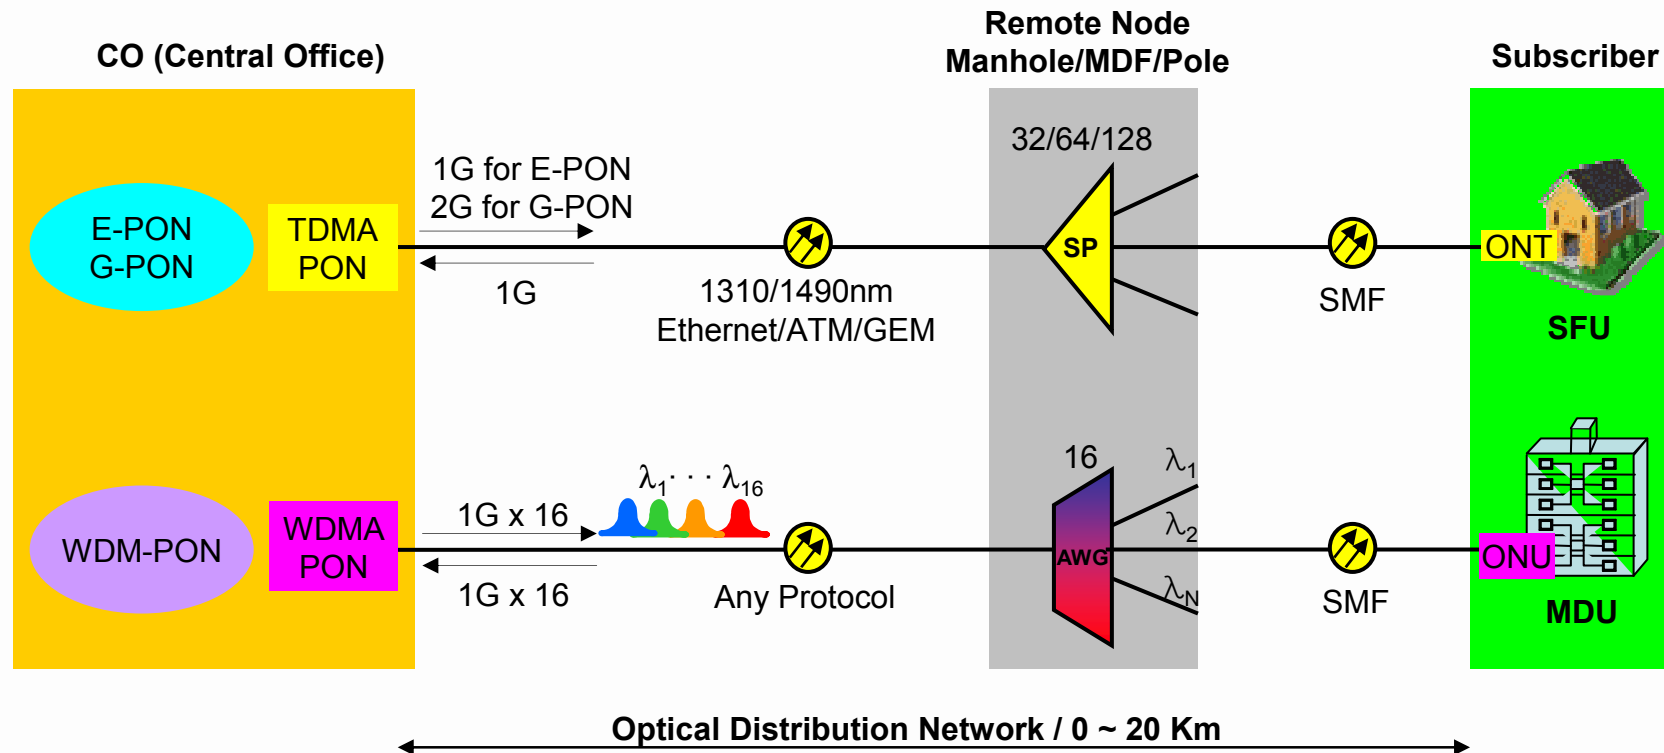 CO (Central Office)
Remote Node
Manhole/MDF/Pole
Subscriber
E-PON
G-PON
TDMA
PON
1G for E-PON
2G for G-PON
1G
1310/1490nm
Ethernet/ATM/GEM
32/64/128
SP
SMF
ONT
SFU
WDM-PON
WDMA
PON
1G x 16
1G x 16
λ1 · · · λ16
Any Protocol
16
AWG
λ1
λ2
λN
SMF
ONU
MDU
Optical Distribution Network / 0 ~ 20 Km